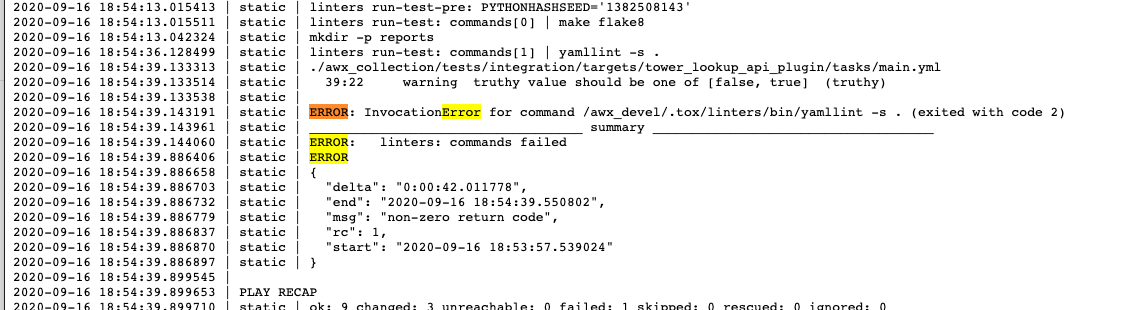 2020-09-16 18:54:13.015413 | static | linters run-test-pre: PYTHONHASHSEED='1382508143'
2020-09-16 18:54:13.015511 | static | linters run-test: commands[0] | make flake8
2020-09-16 18:54:13.042324 | static | mkdir -p reports
2020-09-16 18:54:36.128499 | static | linters run-test: commands[1] | yamllint -s .
2020-09-16 18:54:39.133313 | static | ./awx_collection/tests/integration/targets/tower_lookup_api_plugin/tasks/main.yml
2020-09-16 18:54:39.133514 | static |   39:22     warning  truthy value should be one of [false, true]  (truthy)
2020-09-16 18:54:39.133538 | static |
2020-09-16 18:54:39.143191 | static | ERROR: InvocationError for command /awx_devel/.tox/linters/bin/yamllint -s . (exited with code 2)
2020-09-16 18:54:39.143961 | static | ___________________________________ summary ____________________________________
2020-09-16 18:54:39.144060 | static | ERROR:   linters: commands failed
2020-09-16 18:54:39.886406 | static | ERROR
2020-09-16 18:54:39.886658 | static | {
2020-09-16 18:54:39.886703 | static |   "delta": "0:00:42.011778",
2020-09-16 18:54:39.886732 | static |   "end": "2020-09-16 18:54:39.550802",
2020-09-16 18:54:39.886779 | static |   "msg": "non-zero return code",
2020-09-16 18:54:39.886837 | static |   "rc": 1,
2020-09-16 18:54:39.886870 | static |   "start": "2020-09-16 18:53:57.539024"
2020-09-16 18:54:39.886897 | static | }
2020-09-16 18:54:39.899545 |
2020-09-16 18:54:39.899653 | PLAY RECAP
2020-09-16 18:54:39.899710 | static | ok: 9 changed: 3 unreachable: 0 failed: 1 skipped: 0 rescued: 0 ignored: 0